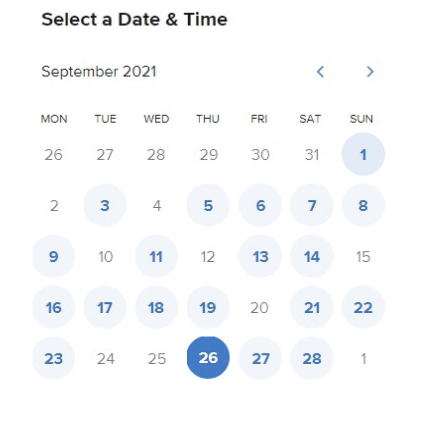 Select a Date & Time
September 2021
MON TUE WED THU FRI SAT SUN
26 27 28 29 30 31 1
2 3 4 5 6 7 8
9 10 11 12 13 14 15
16 17 18 19 20 21 22
23 24 25 26 27 28 1